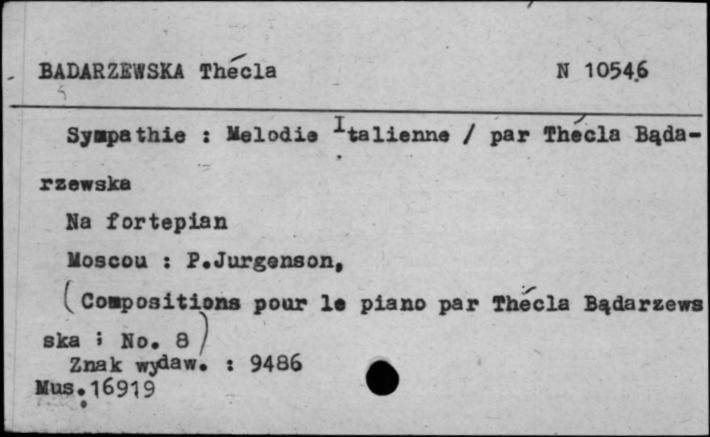 BADARZEWSKA Thécla N 10546
Sympathie : Melodie Italienne / par Thécla Bąda-
rzewska
Na fortepian
Moscou : P.Jurgenson,
(Compositions pour le piano par Thécla Bądarzews
ska ; No. 8)
Znak wydaw. : 9486
Mus.16919